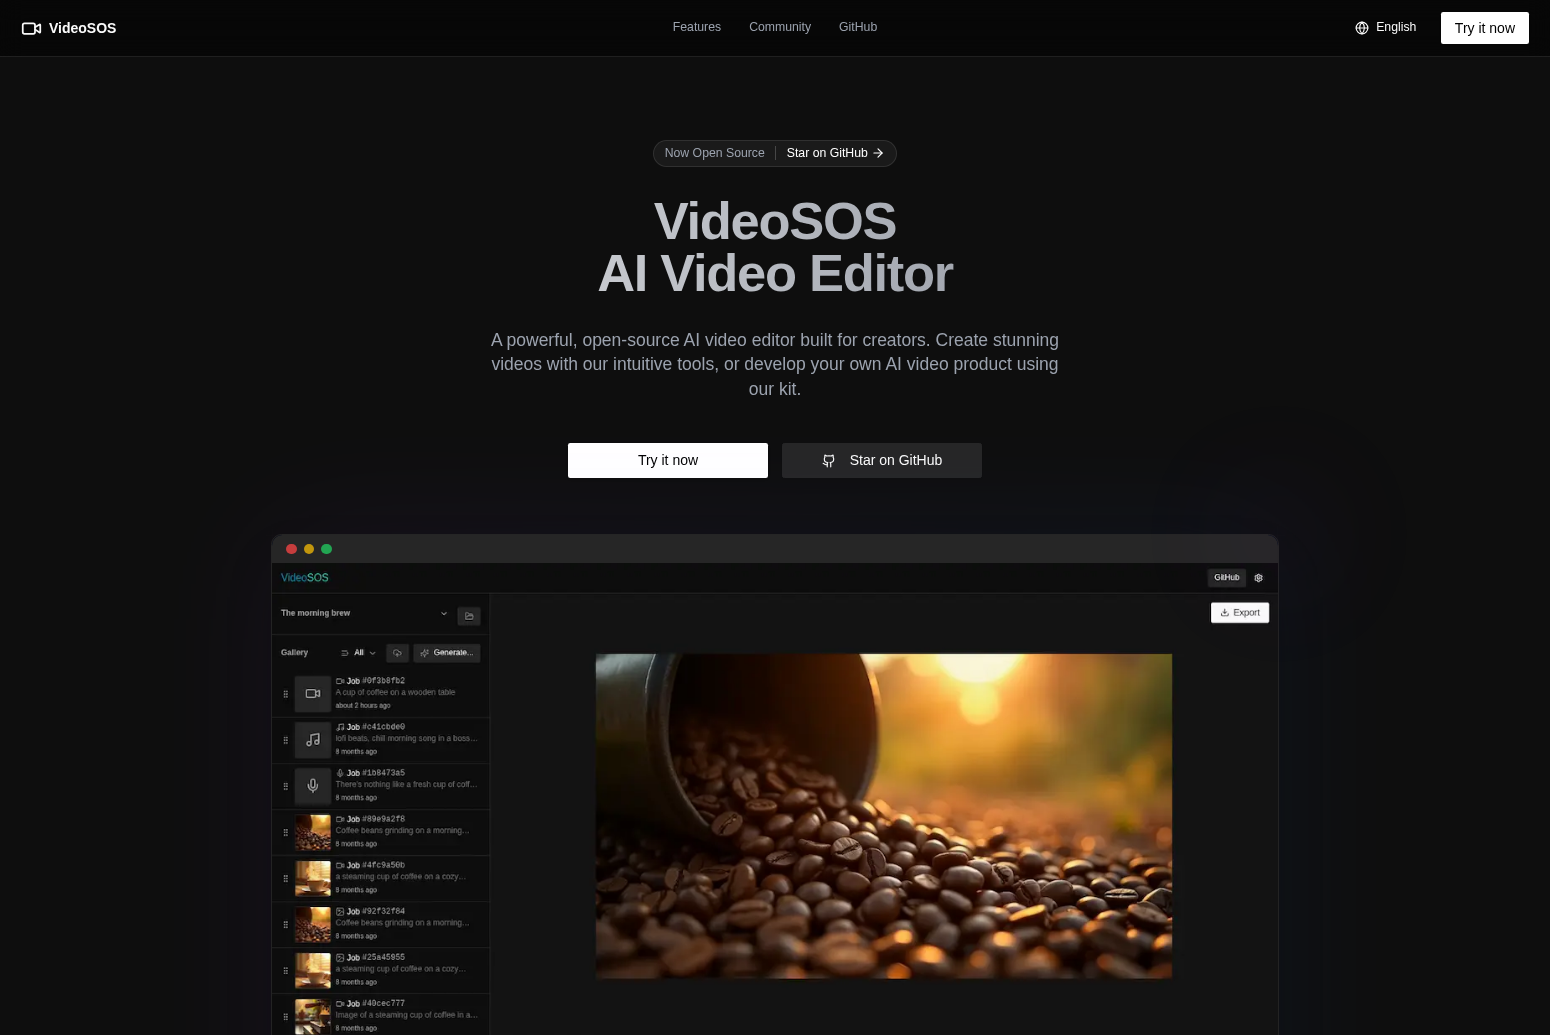 VideoSOS
Features
Community
GitHub
English
Try it now
Now Open Source
Star on GitHub
VideoSOS
AI Video Editor
A powerful, open-source AI video editor built for creators. Create stunning
videos with our intuitive tools, or develop your own AI video product using
our kit.
Try it now
Star on GitHub
VideoSOS
GitHub
The morning brew
Export
Gallery
All
Generate...
Job #0f3b8fb2
A cup of coffee on a wooden table
about 2 hours ago
Job #c41cbde0
lofi beats, chill morning song in a boss...
8 months ago
Job #1b8473a5
There's nothing like a fresh cup of coff...
8 months ago
Job #89e9a2f8
Coffee beans grinding on a morning...
8 months ago
Job #4fc9a50b
a steaming cup of coffee on a cozy...
8 months ago
Job #92f32f84
Coffee beans grinding on a morning...
8 months ago
Job #25a45955
a steaming cup of coffee on a cozy...
8 months ago
Job #40cec777
Image of a steaming cup of coffee in a...
8 months ago